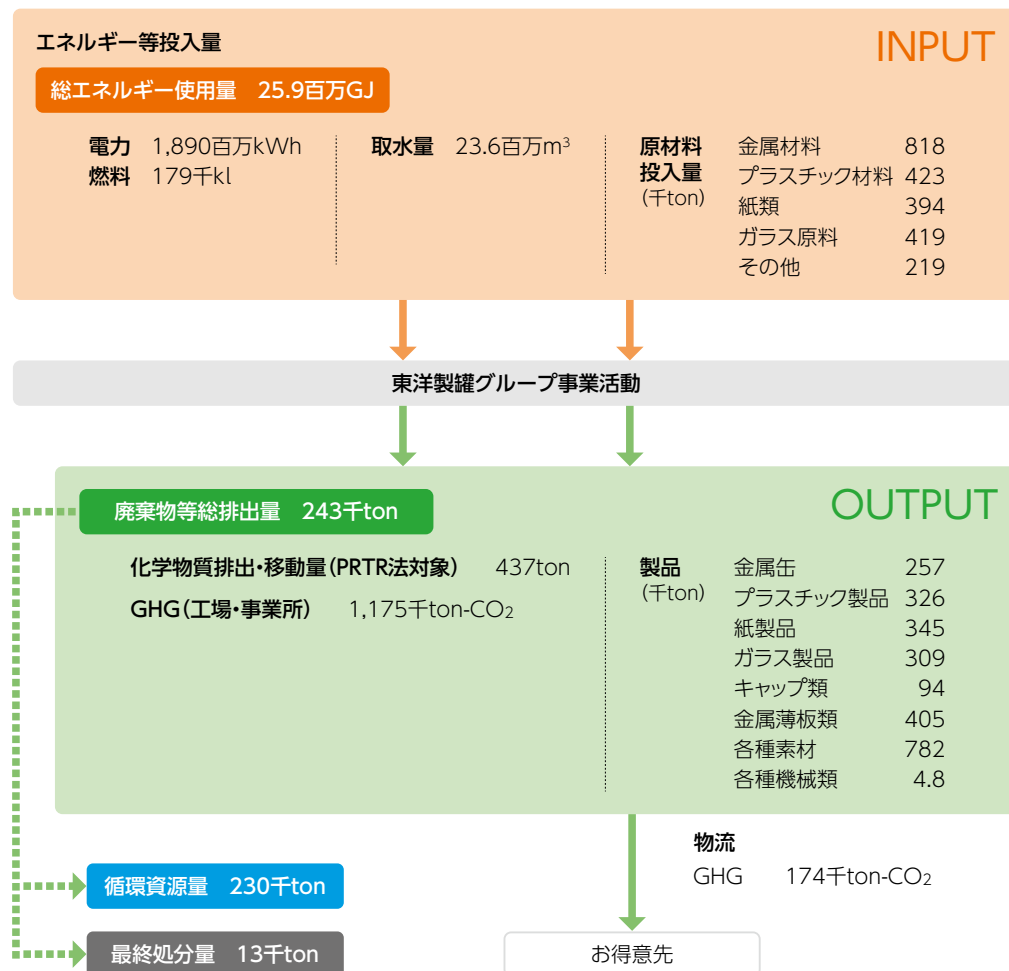 エネルギー等投入量
INPUT
総エネルギー使用量 25.9百万GJ
電力 1,890百万kWh
燃料 179千kl
取水量 23.6百万m³
原材料
投入量
(千ton)
金属材料 818
プラスチック材料 423
紙類 394
ガラス原料 419
その他 219
東洋製罐グループ事業活動
OUTPUT
廃棄物等総排出量 243千ton
化学物質排出・移動量(PRTR法対象) 437ton
GHG(工場・事業所) 1,175千ton-CO₂
製品
(千ton)
金属缶 257
プラスチック製品 326
紙製品 345
ガラス製品 309
キャップ類 94
金属薄板類 405
各種素材 782
各種機械類 4.8
物流
GHG 174千ton-CO₂
循環資源量 230千ton
最終処分量 13千ton
お得意先